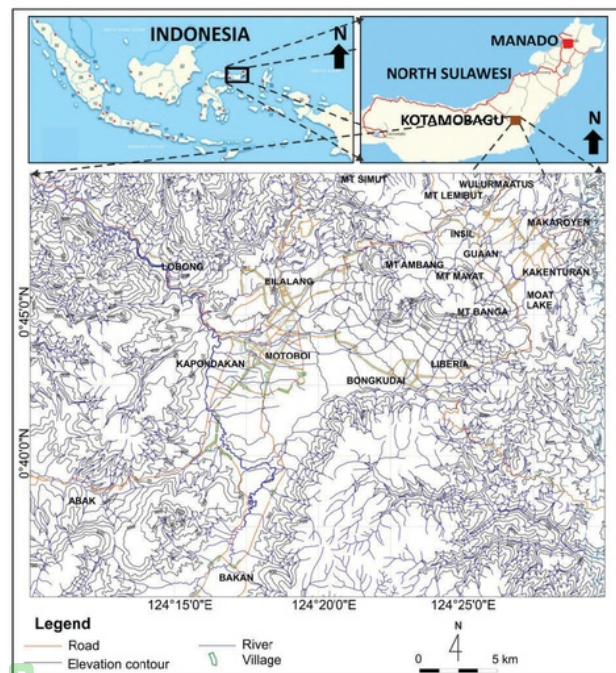 INDONESIA
N
MANADO
NORTH SULAWESI
KOTAMOBAGU
N
MT SIMUT
WULURMAATUS
MT LEMIBUT
MAKAROYEN
INSIL
GUAAN
LOBONG
MT AMBANG
KAKENTURAN
MT MAYAT
BILALANG
MOAT
LAKE
MT BANGA
0°45'0"N
MOTOBOI
KAPONDAKAN
LIBERIA
BONGKUDAI
0°40'0"N
ABAK
BAKAN
124°15'0"E
124°20'0"E
124°25'0"E
Legend
Road
River
Elevation contour
Village
N
0
5 km